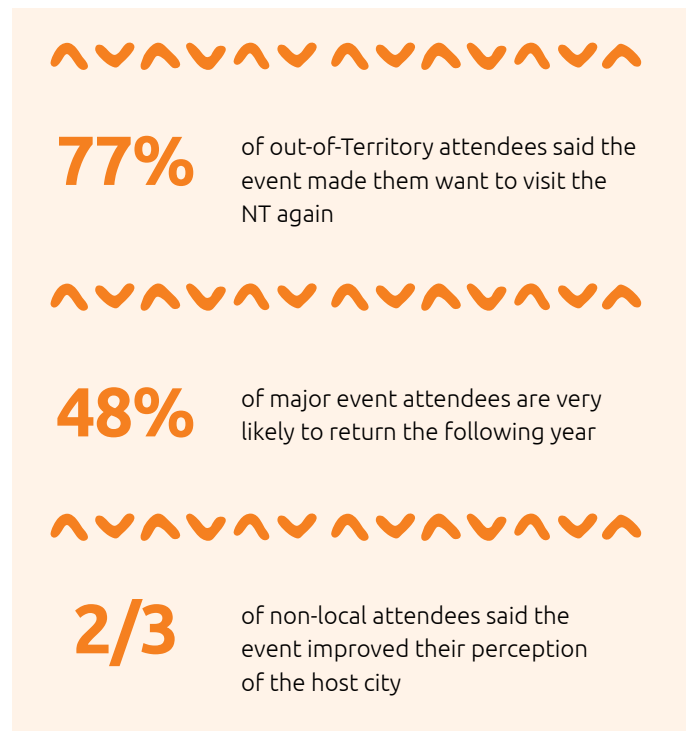 77%
of out-of-Territory attendees said the
event made them want to visit the
NT again
48%
of major event attendees are very
likely to return the following year
2/3
of non-local attendees said the
event improved their perception
of the host city